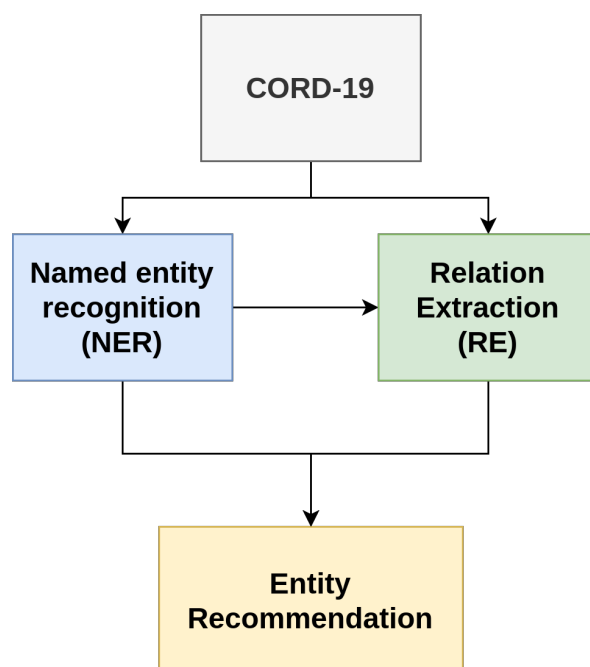 CORD-19
Named entity
recognition
(NER)
Relation
Extraction
(RE)
Entity
Recommendation